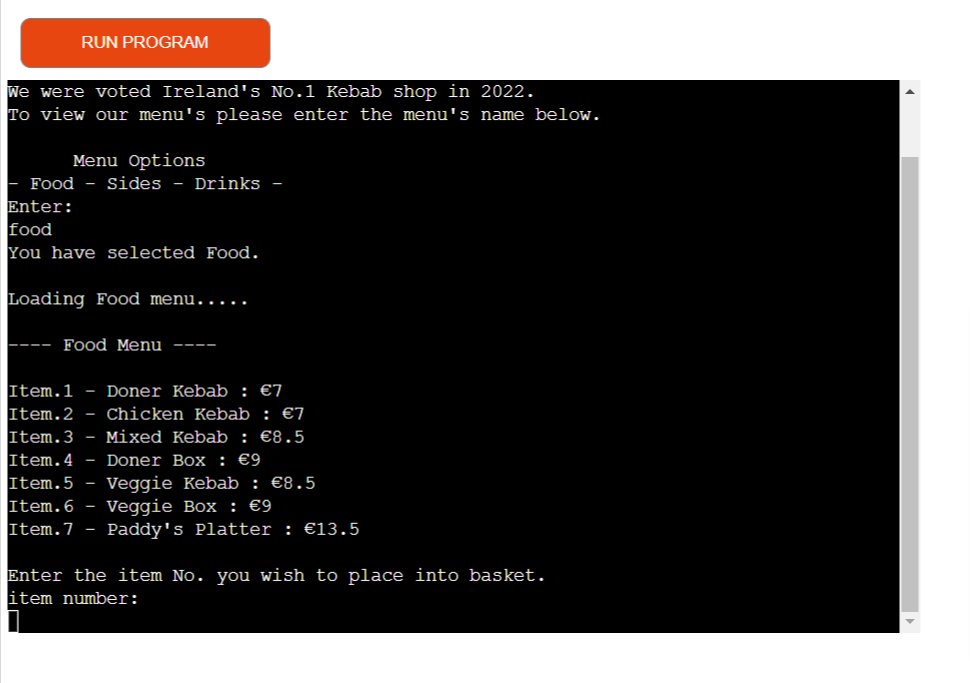 RUN PROGRAM
We were voted Ireland's No.1 Kebab shop in 2022.
To view our menu's please enter the menu's name below.
Menu Options
- Food - Sides - Drinks -
Enter:
food
You have selected Food.
Loading Food menu.....
---- Food Menu ----
Item.1 - Doner Kebab : €7
Item.2 - Chicken Kebab : €7
Item.3 - Mixed Kebab : €8.5
Item.4 - Doner Box : €9
Item.5 - Veggie Kebab : €8.5
Item.6 - Veggie Box : €9
Item.7 - Paddy's Platter : €13.5
Enter the item No. you wish to place into basket.
item number: